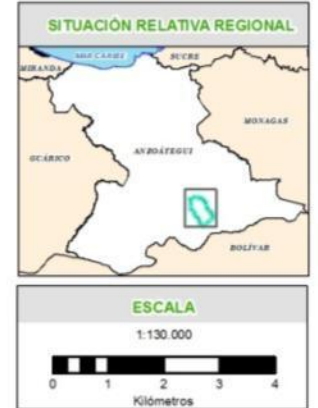 SITUACIÓN RELATIVA REGIONAL
MAR CARIBE
SUCRE
MIRANDA
MONAGAS
ANZOÁTEGUI
GUÁRICO
BOLÍVAR
ESCALA
1:130.000
0 1 2 3 4
Kilómetros